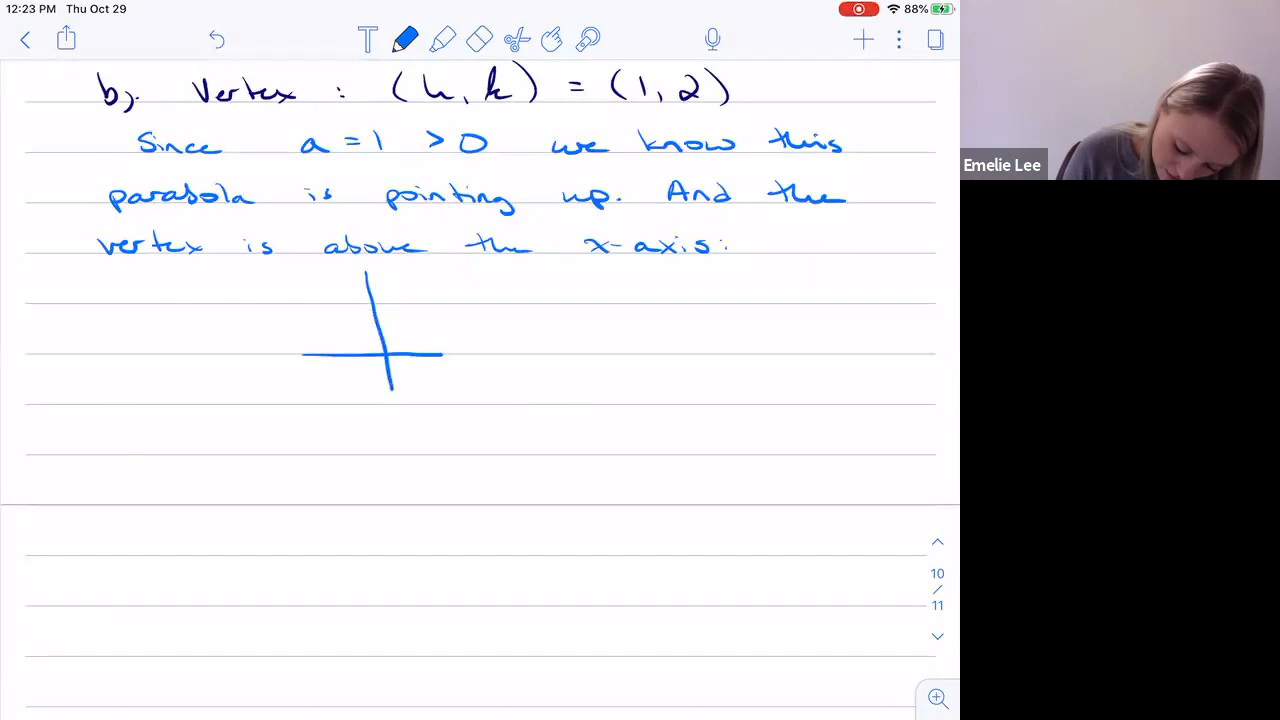 12:23 PM Thu Oct 29
88%
T
b). Vertex : (h, k) = (1, 2)
Since a = 1 > 0 we know this
parabola is pointing up. And the
vertex is above the x-axis:
10
/
11
Emelie Lee